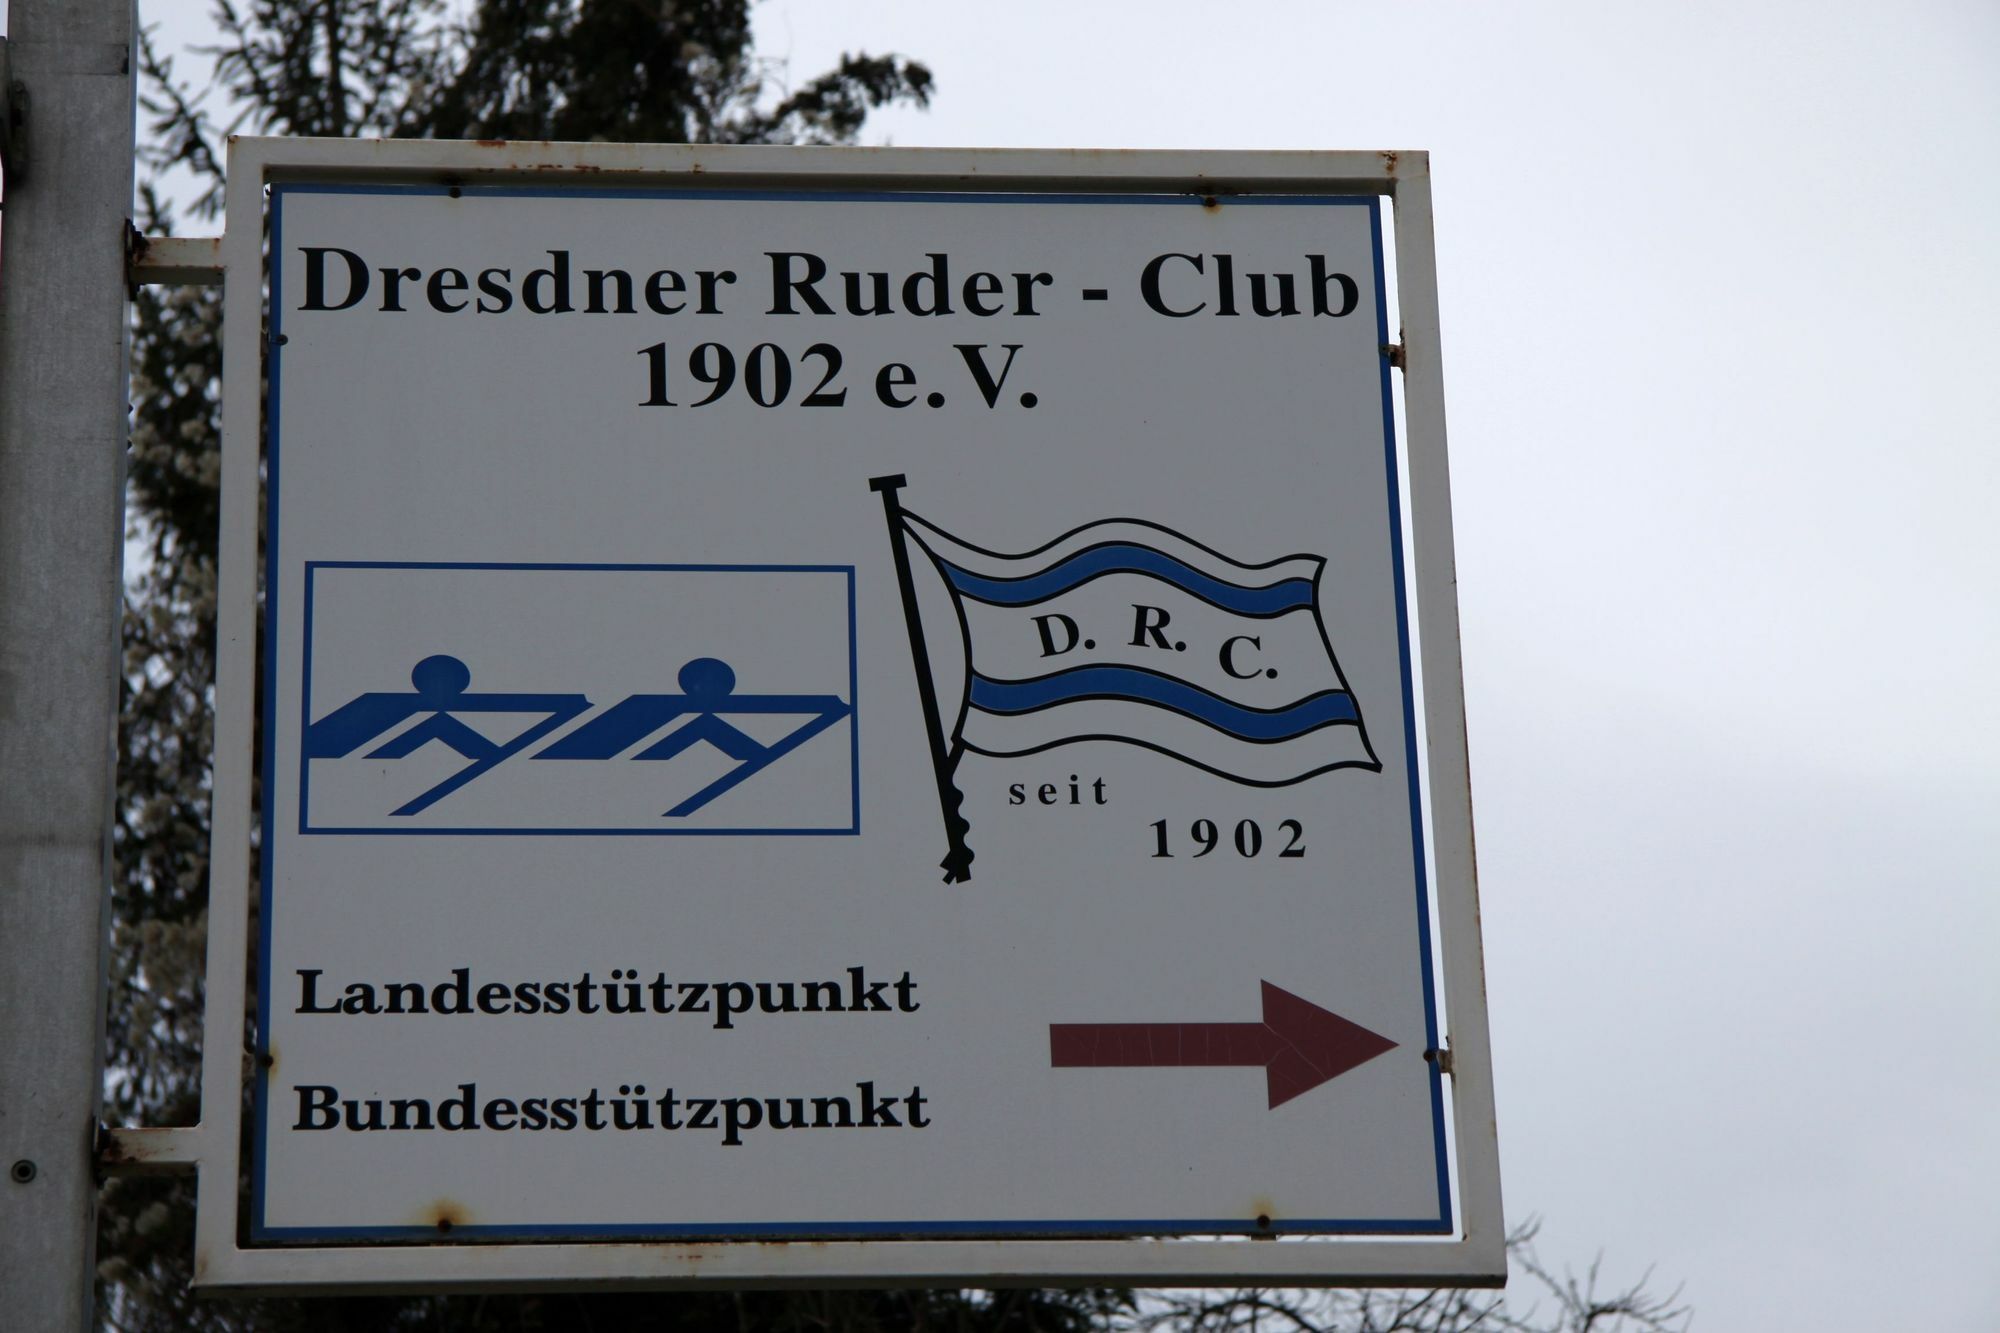 Dresdner Ruder - Club
1902 e.V.
D. R. C.
seit
1902
Landesstützpunkt
Bundesstützpunkt